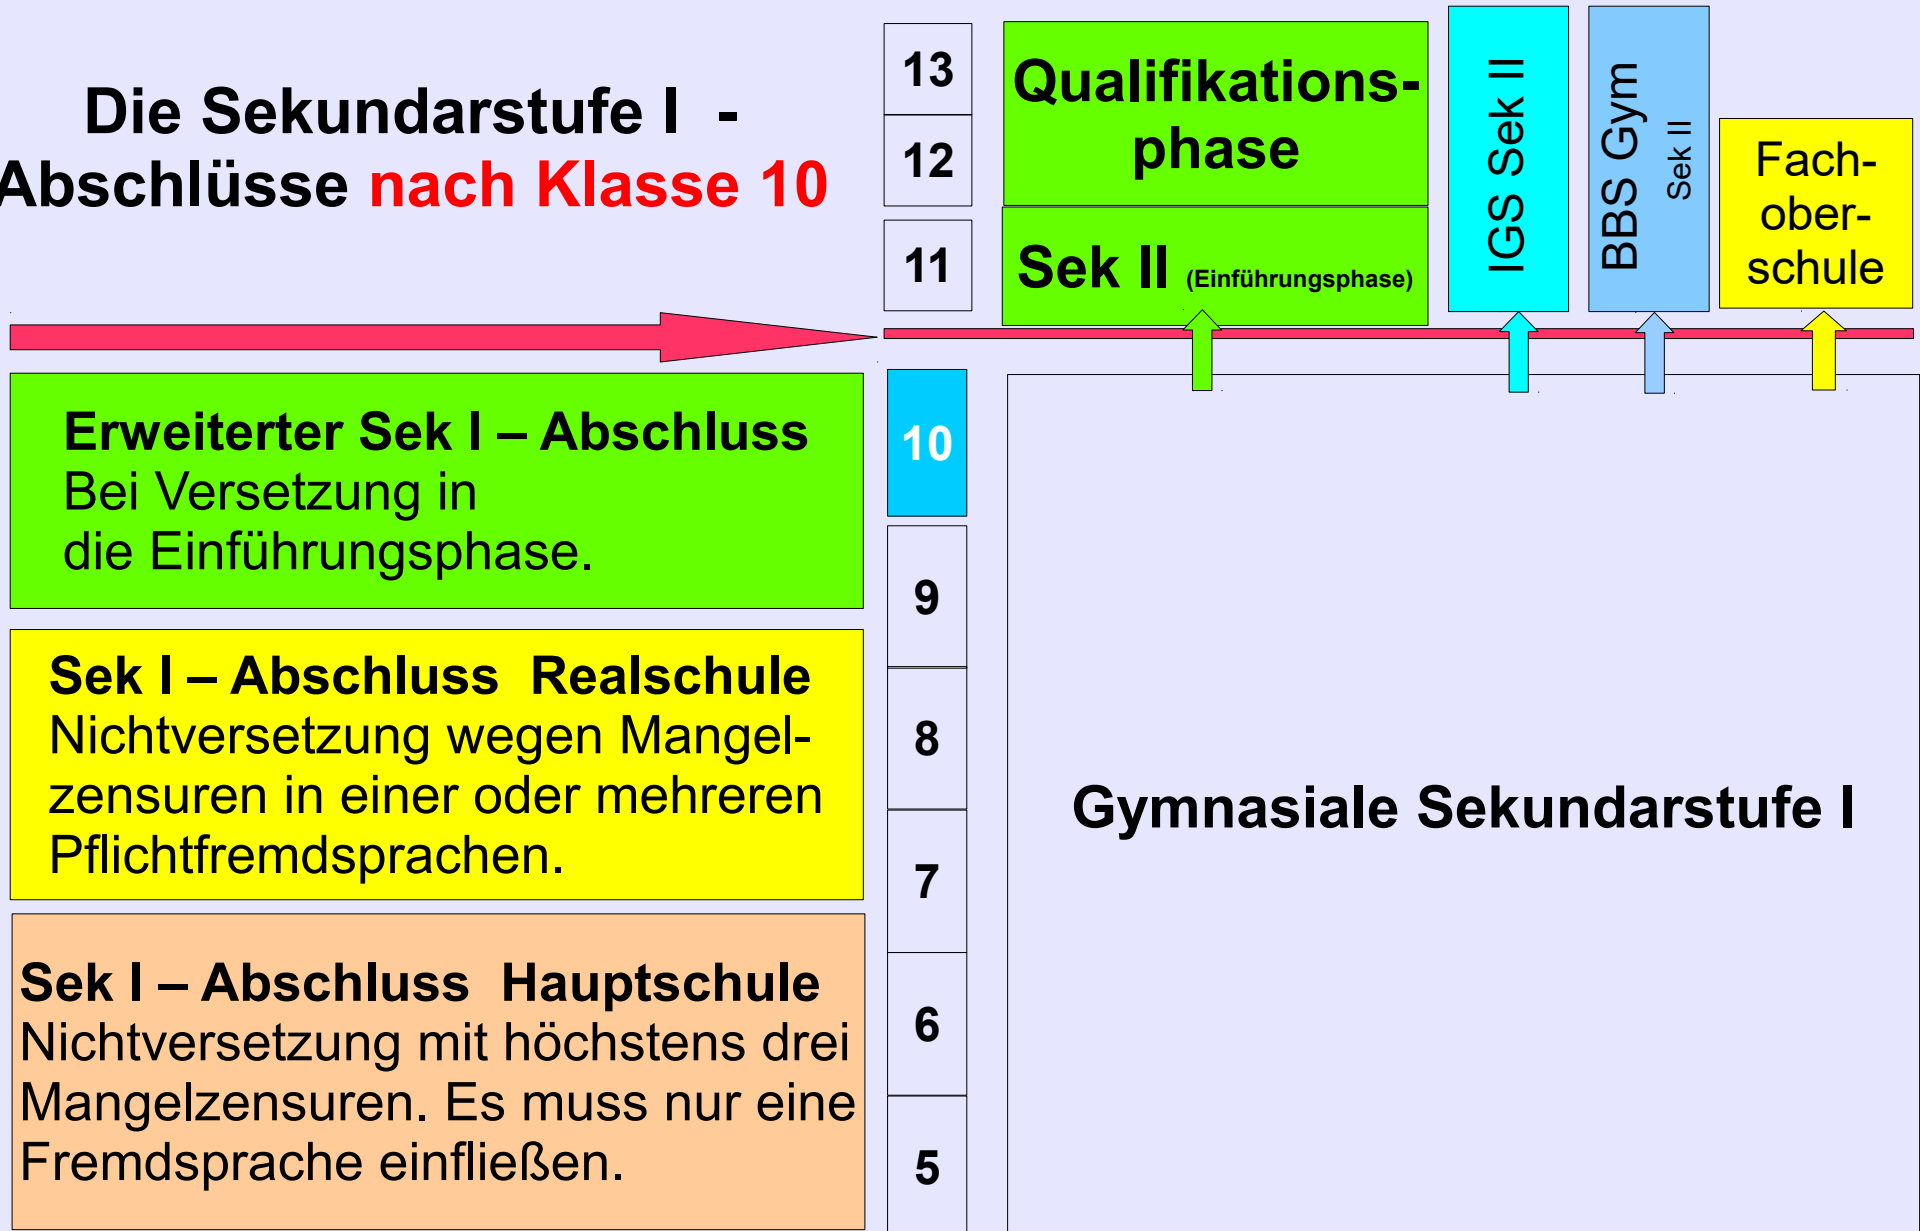 Die Sekundarstufe I -
Abschlüsse nach Klasse 10
13
12
11
Qualifikations-
phase
Sek II (Einführungsphase)
IGS Sek II
BBS Gym
Sek II
Fach-
ober-
schule
Erweiterter Sek I – Abschluss
Bei Versetzung in
die Einführungsphase.
Sek I – Abschluss Realschule
Nichtversetzung wegen Mangel-
zensuren in einer oder mehreren
Pflichtfremdsprachen.
Sek I – Abschluss Hauptschule
Nichtversetzung mit höchstens drei
Mangelzensuren. Es muss nur eine
Fremdsprache einfließen.
10
9
8
7
6
5
Gymnasiale Sekundarstufe I